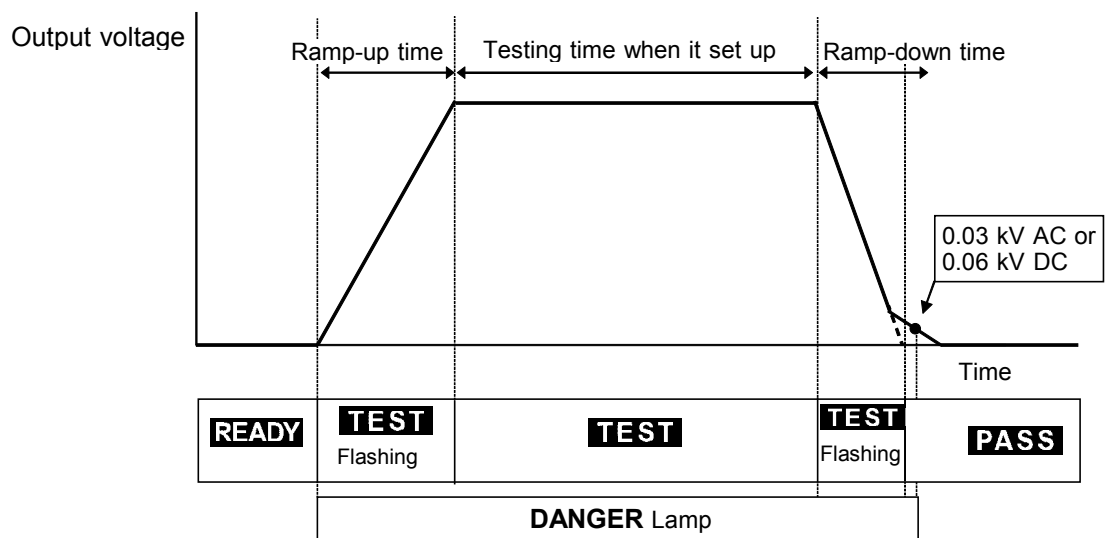 Output voltage
Ramp-up time
Testing time when it set up
Ramp-down time
0.03 kV AC or
0.06 kV DC
Time
READY
TEST
Flashing
TEST
TEST
Flashing
PASS
DANGER Lamp